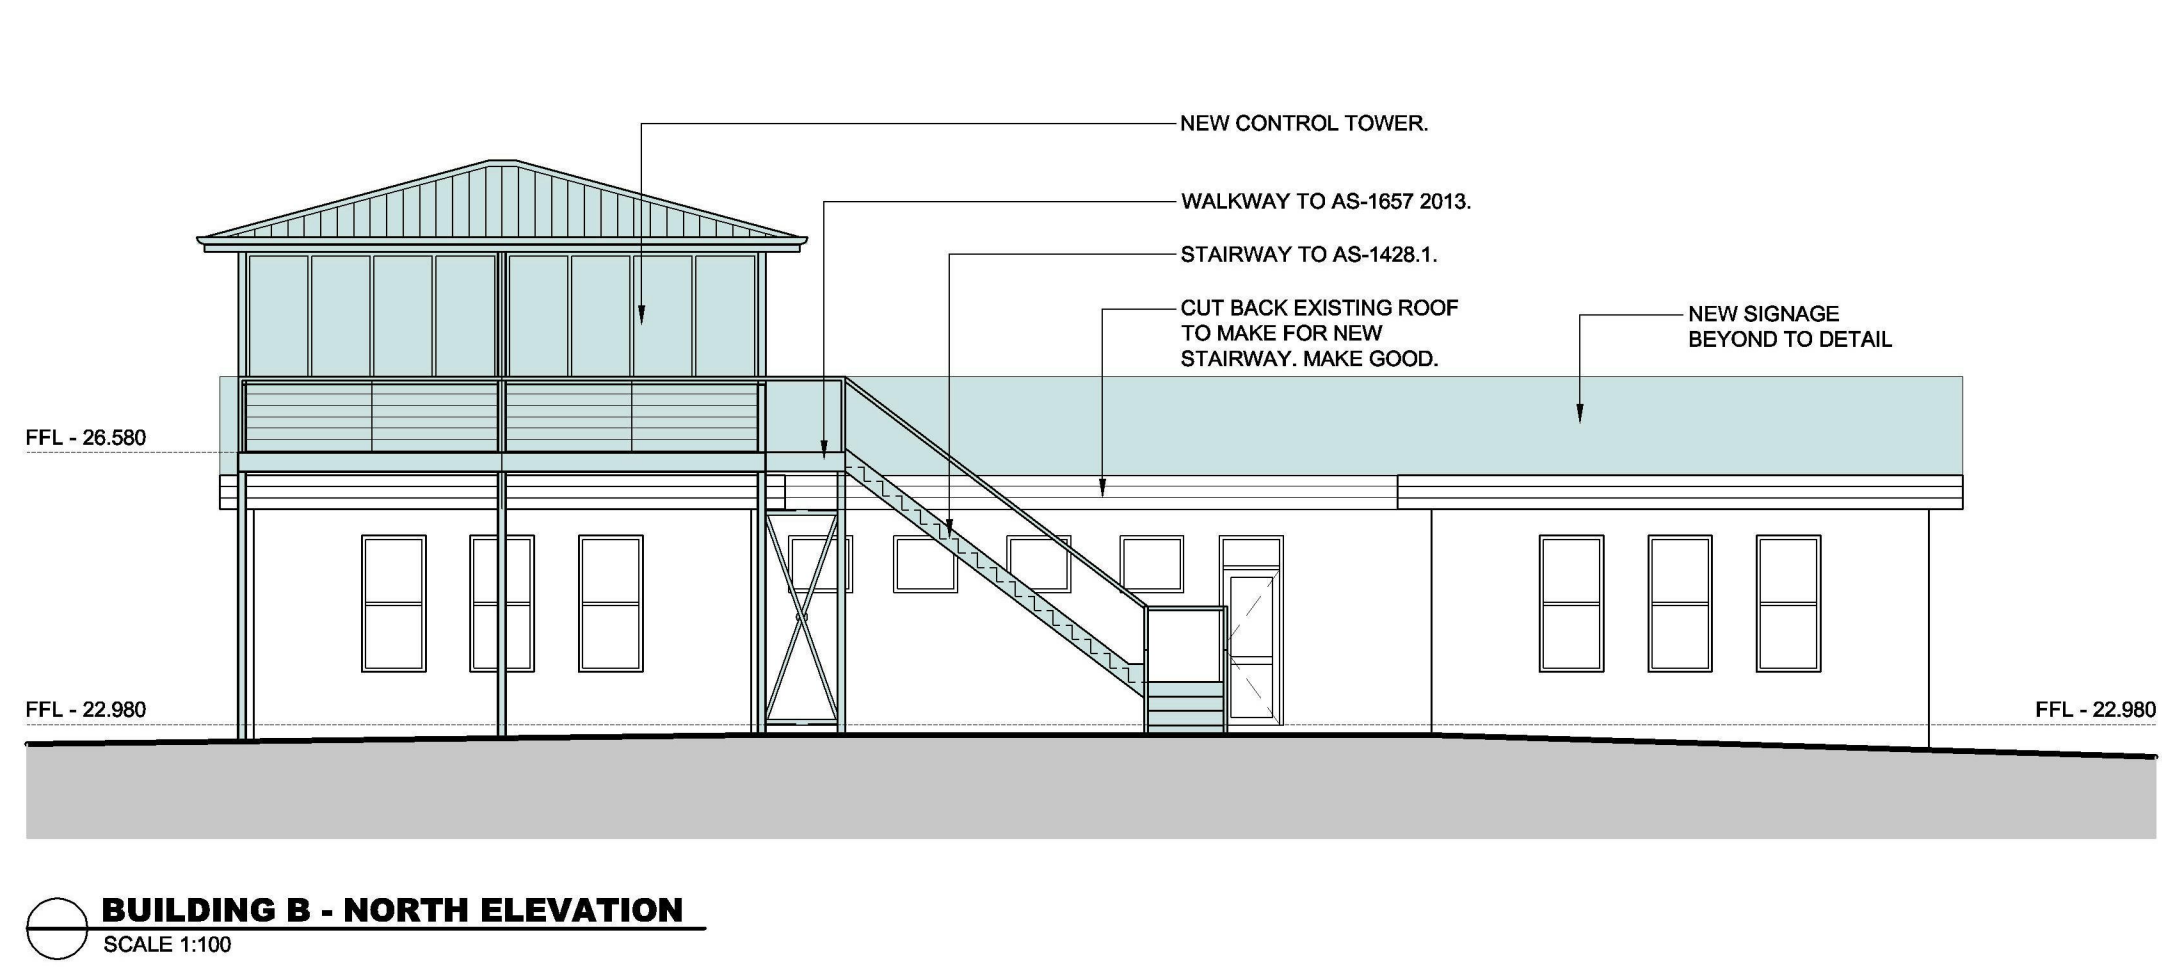 NEW CONTROL TOWER.
WALKWAY TO AS-1657 2013.
STAIRWAY TO AS-1428.1.
CUT BACK EXISTING ROOF
TO MAKE FOR NEW
STAIRWAY. MAKE GOOD.
NEW SIGNAGE
BEYOND TO DETAIL
FFL - 26.580
FFL - 22.980
FFL - 22.980
BUILDING B - NORTH ELEVATION
SCALE 1:100